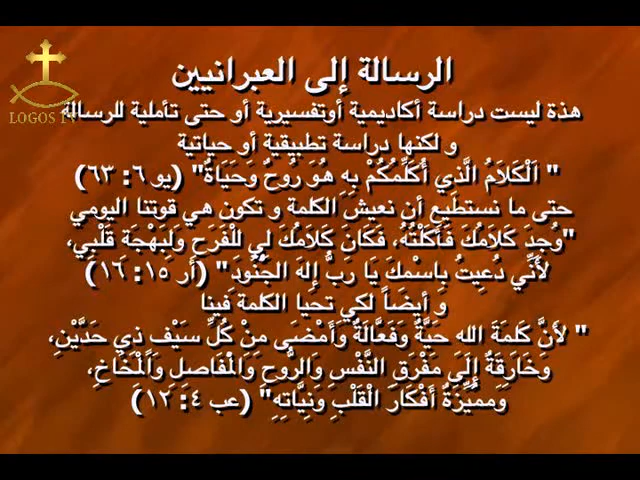 الرسالة إلى العبرانيين
هذة ليست دراسة أكاديمية أوتفسيرية أو حتى تأملية للرسالة
و لكنها دراسة تطبيقية أو حياتية
" اَلْكَلاَمُ الَّذِي أُكَلِّمُكُمْ بِهِ هُوَ رُوحٌ وَحَيَاةٌ" (يو ٦: ٦٣)
حتى ما نستطيع أن نعيش الكلمة و تكون هي قوتنا اليومي
"وُجِدَ كَلاَمُكَ فَأَكَلْتُهُ، فَكَانَ كَلاَمُكَ لِي لِلْفَرَحِ وَلِبَهْجَةِ قَلْبِي،
لأَنِّي دُعِيتُ بِاسْمِكَ يَا رَبُّ إِلهَ الجُنُودِ" (أر ١٥: ١٦)
و أيضاً لكي تحيا الكلمة فينا
" لأَنَّ كَلِمَةَ الله حَيَّةٌ وَفَعَّالَةٌ وَأَمْضَى مِنْ كُلِّ سَيْفٍ ذِي حَدَّيْنِ،
وَخَارِقَةٌ إِلَى مَفْرَقِ النَّفْسِ وَالرُّوحِ وَالْمَفَاصِلِ وَالْمِخَاخِ،
وَمُمَيِّزَةٌ أَفْكَارَ الْقَلْبِ وَنِيَّاتِهِ" (عب ٤: ١٢)
LOGOS TV